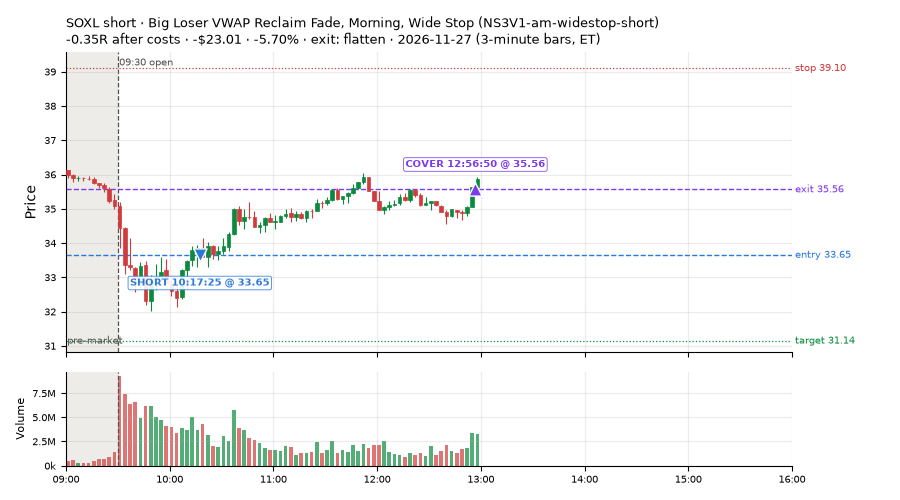 SOXL short · Big Loser VWAP Reclaim Fade, Morning, Wide Stop (NS3V1-am-widestop-short)
-0.35R after costs · -$23.01 · -5.70% · exit: flatten · 2026-11-27 (3-minute bars, ET)
09:30 open
39
stop 39.10
38
37
COVER 12:56:50 @ 35.56
36
exit 35.56
35
Price
34
entry 33.65
33
SHORT 10:17:25 @ 33.65
32
31
pre-market
target 31.14
7.5M
5.0M
2.5M
0k
Volume
09:00
10:00
11:00
12:00
13:00
14:00
15:00
16:00